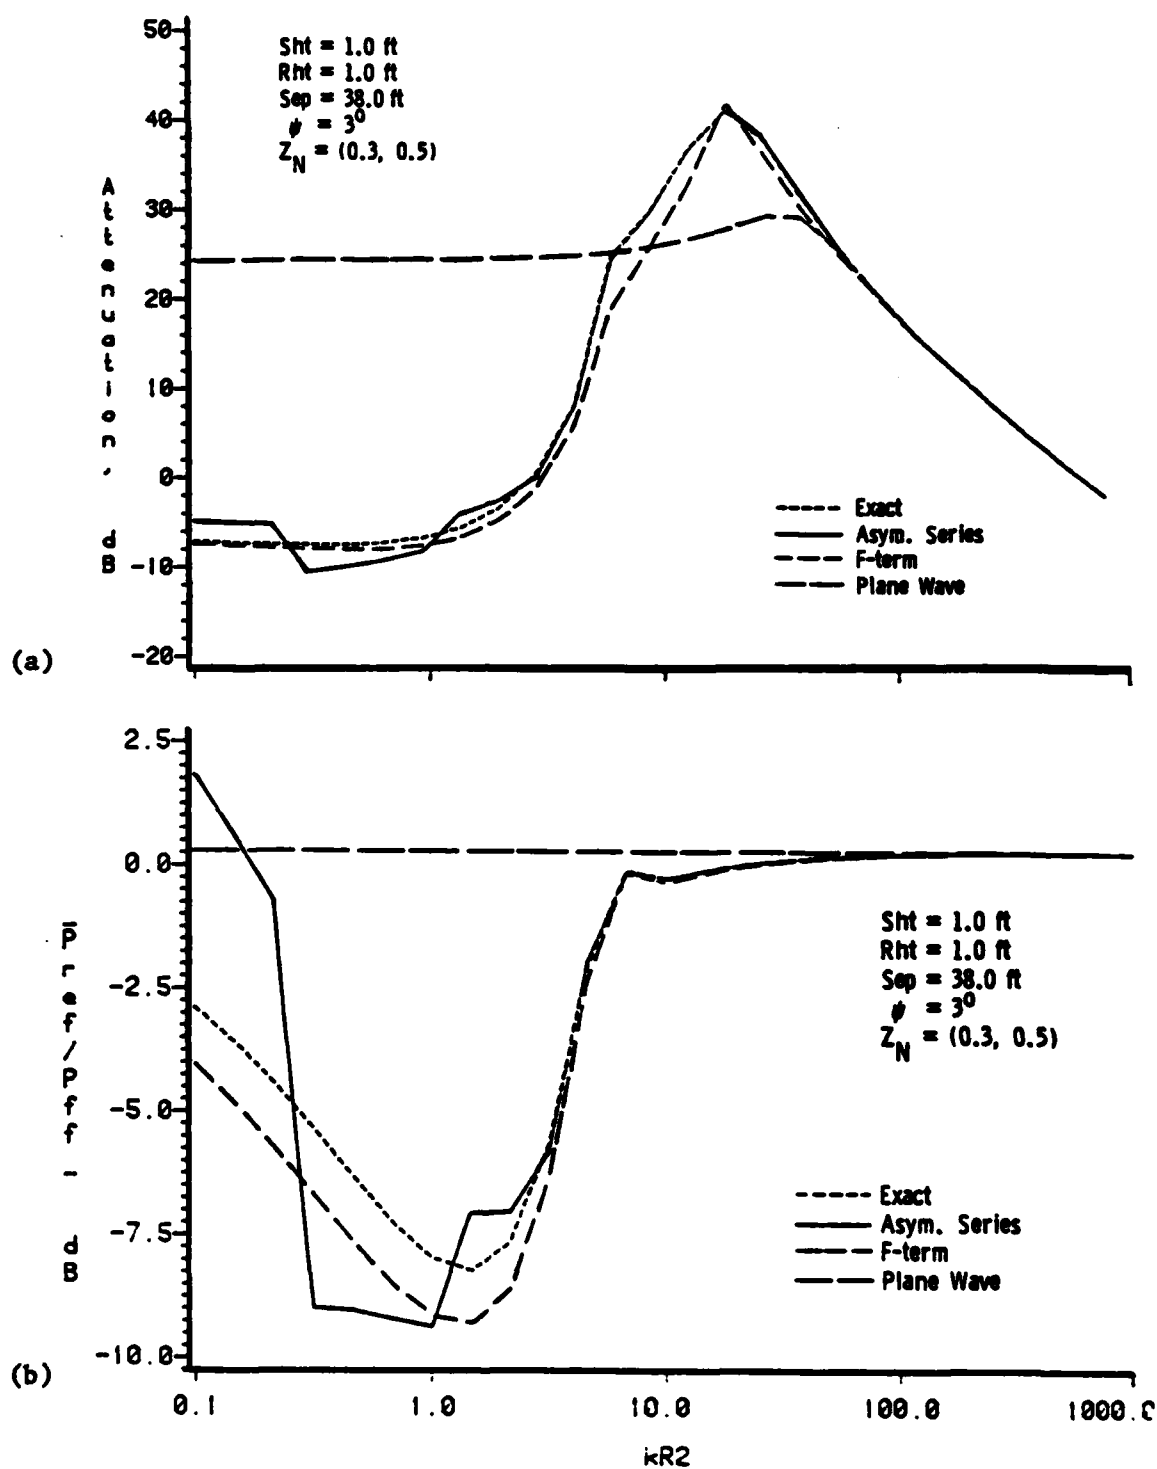 50
40
30
20
10
0
-10
-20
Attenuation, dB
Sht = 1.0 ft
Rht = 1.0 ft
Sep = 38.0 ft
ψ = 3⁰
Z_N = (0.3, 0.5)
Exact
Asym. Series
F-term
Plane Wave
(a)
2.5
0.0
-2.5
-5.0
-7.5
-10.0
P̅ref/Pff - dB
Sht = 1.0 ft
Rht = 1.0 ft
Sep = 38.0 ft
ψ = 3⁰
Z_N = (0.3, 0.5)
Exact
Asym. Series
F-term
Plane Wave
(b)
0.1 1.0 10.0 100.0 1000.0
kR2